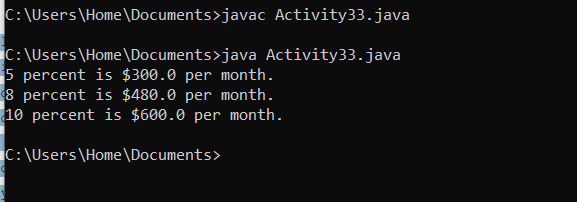 C:\Users\Home\Documents>javac Activity33.java
C:\Users\Home\Documents>java Activity33.java
5 percent is $300.0 per month.
8 percent is $480.0 per month.
10 percent is $600.0 per month.
C:\Users\Home\Documents>